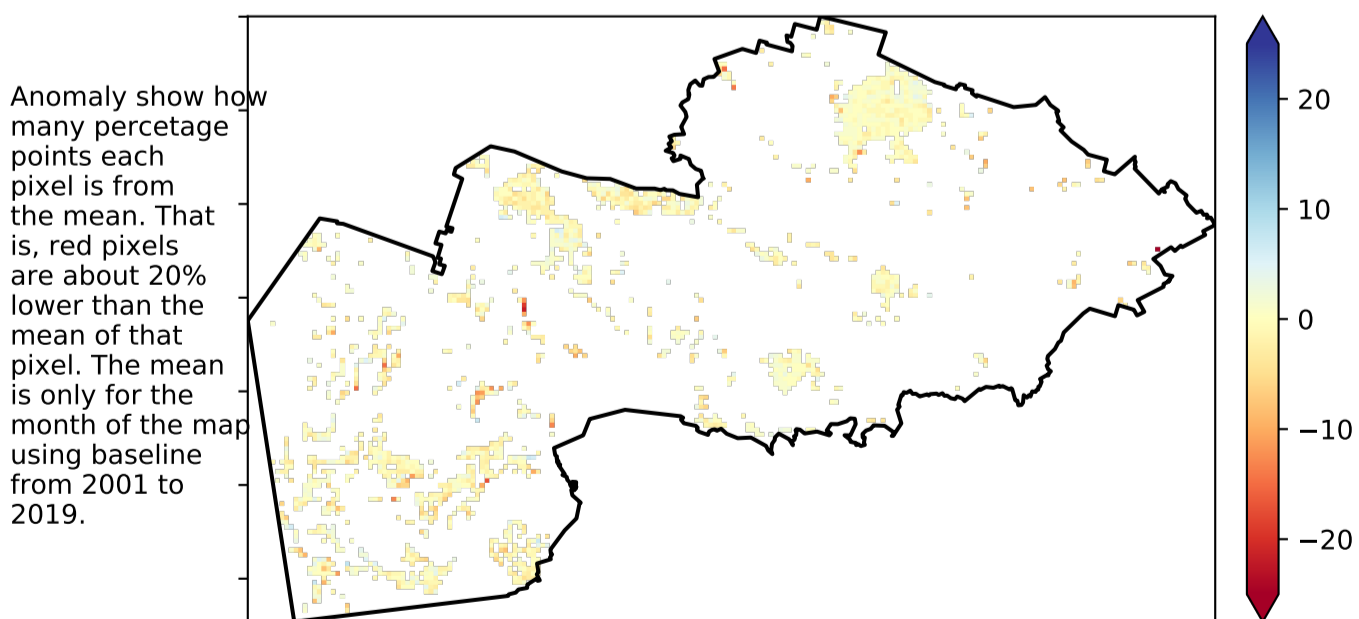 Anomaly show how
many percetage
points each
pixel is from
the mean. That
is, red pixels
are about 20%
lower than the
mean of that
pixel. The mean
is only for the
month of the map
using baseline
from 2001 to
2019.
20
10
0
−10
−20